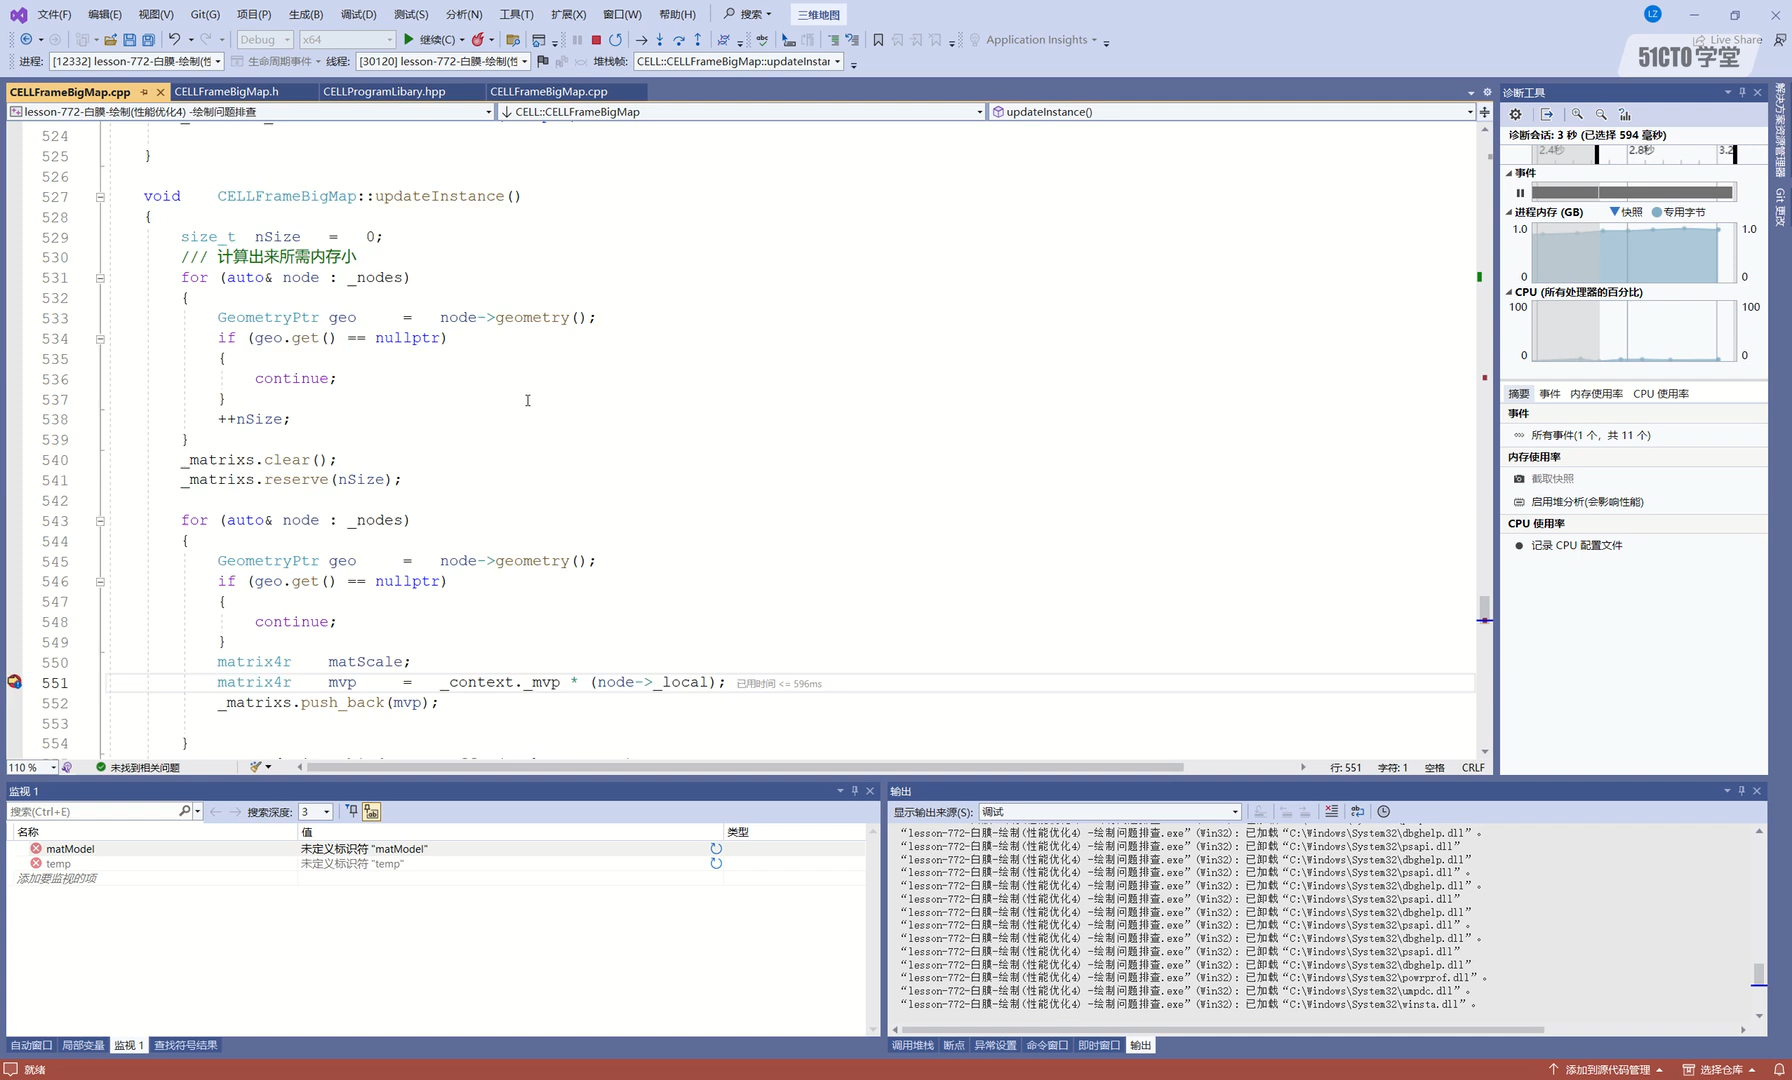 文件(F) 编辑(E) 视图(V) Git(G) 项目(P) 生成(B) 调试(D) 测试(S) 分析(N) 工具(T) 扩展(X) 窗口(W) 帮助(H) 搜索 三维地图 LZ
Debug x64 继续(C) Application Insights Live Share
51CTO学堂
进程: [12332] lesson-772-白膜-绘制(性 生命周期事件 线程: [30120] lesson-772-白膜-绘制(性 堆栈帧: CELL::CELLFrameBigMap::updateInstar
CELLFrameBigMap.cpp CELLFrameBigMap.h CELLProgramLibary.hpp CELLFrameBigMap.cpp
lesson-772-白膜-绘制(性能优化4) -绘制问题排查 CELL::CELLFrameBigMap updateInstance()
524
525 }
526
527 void CELLFrameBigMap::updateInstance()
528 {
529 size_t nSize = 0;
530 /// 计算出来所需内存小
531 for (auto& node : _nodes)
532 {
533 GeometryPtr geo = node->geometry();
534 if (geo.get() == nullptr)
535 {
536 continue;
537 }
538 ++nSize;
539 }
540 _matrixs.clear();
541 _matrixs.reserve(nSize);
542
543 for (auto& node : _nodes)
544 {
545 GeometryPtr geo = node->geometry();
546 if (geo.get() == nullptr)
547 {
548 continue;
549 }
550 matrix4r matScale;
551 matrix4r mvp = _context._mvp * (node->_local); 已用时间 <= 596ms
552 _matrixs.push_back(mvp);
553
554 }
110 % 未找到相关问题 行: 551 字符: 1 空格 CRLF
诊断工具
诊断会话: 3 秒 (已选择 594 毫秒)
2.4秒 2.8秒 3.2
事件
进程内存 (GB) 快照 专用字节
1.0 1.0
0 0
CPU (所有处理器的百分比)
100 100
0 0
摘要 事件 内存使用率 CPU 使用率
事件
所有事件(1 个，共 11 个)
内存使用率
截取快照
启用堆分析(会影响性能)
CPU 使用率
记录 CPU 配置文件
解决方案资源管理器
Git 更改
监视 1
搜索(Ctrl+E) 搜索深度: 3
名称 值 类型
matModel 未定义标识符 "matModel"
temp 未定义标识符 "temp"
添加要监视的项
自动窗口 局部变量 监视 1 查找符号结果
输出
显示输出来源(S): 调试
“lesson-772-白膜-绘制(性能优化4) -绘制问题排查.exe”(Win32): 已加载“C:\Windows\System32\dbghelp.dll”。
“lesson-772-白膜-绘制(性能优化4) -绘制问题排查.exe”(Win32): 已卸载“C:\Windows\System32\psapi.dll”
“lesson-772-白膜-绘制(性能优化4) -绘制问题排查.exe”(Win32): 已卸载“C:\Windows\System32\dbghelp.dll”
“lesson-772-白膜-绘制(性能优化4) -绘制问题排查.exe”(Win32): 已加载“C:\Windows\System32\psapi.dll”。
“lesson-772-白膜-绘制(性能优化4) -绘制问题排查.exe”(Win32): 已加载“C:\Windows\System32\dbghelp.dll”。
“lesson-772-白膜-绘制(性能优化4) -绘制问题排查.exe”(Win32): 已卸载“C:\Windows\System32\psapi.dll”
“lesson-772-白膜-绘制(性能优化4) -绘制问题排查.exe”(Win32): 已卸载“C:\Windows\System32\dbghelp.dll”
“lesson-772-白膜-绘制(性能优化4) -绘制问题排查.exe”(Win32): 已加载“C:\Windows\System32\psapi.dll”。
“lesson-772-白膜-绘制(性能优化4) -绘制问题排查.exe”(Win32): 已加载“C:\Windows\System32\dbghelp.dll”。
“lesson-772-白膜-绘制(性能优化4) -绘制问题排查.exe”(Win32): 已卸载“C:\Windows\System32\psapi.dll”
“lesson-772-白膜-绘制(性能优化4) -绘制问题排查.exe”(Win32): 已卸载“C:\Windows\System32\dbghelp.dll”
“lesson-772-白膜-绘制(性能优化4) -绘制问题排查.exe”(Win32): 已加载“C:\Windows\System32\powrprof.dll”。
“lesson-772-白膜-绘制(性能优化4) -绘制问题排查.exe”(Win32): 已加载“C:\Windows\System32\umpdc.dll”。
“lesson-772-白膜-绘制(性能优化4) -绘制问题排查.exe”(Win32): 已加载“C:\Windows\System32\winsta.dll”。
调用堆栈 断点 异常设置 命令窗口 即时窗口 输出
就绪 添加到源代码管理 选择仓库